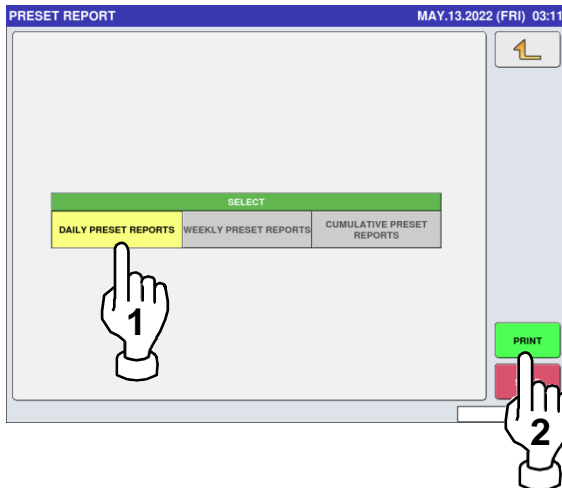 PRESET REPORT MAY.13.2022 (FRI) 03:11
SELECT
DAILY PRESET REPORTS WEEKLY PRESET REPORTS CUMULATIVE PRESET
REPORTS
1
PRINT
2